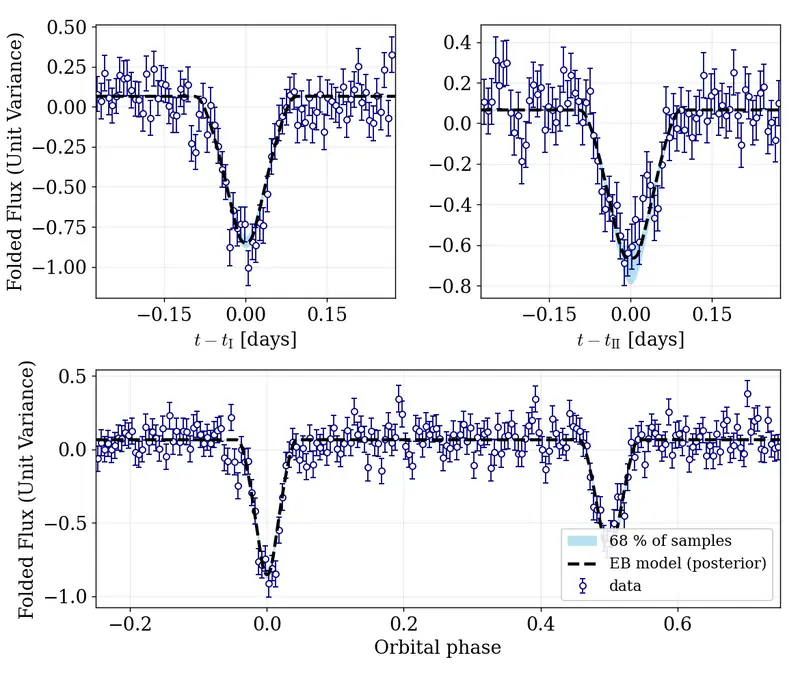 Folded Flux (Unit Variance)
0.50
0.25
0.00
−0.25
−0.50
−0.75
−1.00
−0.15 0.00 0.15
t − tI [days]
0.4
0.2
0.0
−0.2
−0.4
−0.6
−0.8
−0.15 0.00 0.15
t − tII [days]
Folded Flux (Unit Variance)
0.5
0.0
−0.5
−1.0
−0.2 0.0 0.2 0.4 0.6
Orbital phase
68 % of samples
EB model (posterior)
data